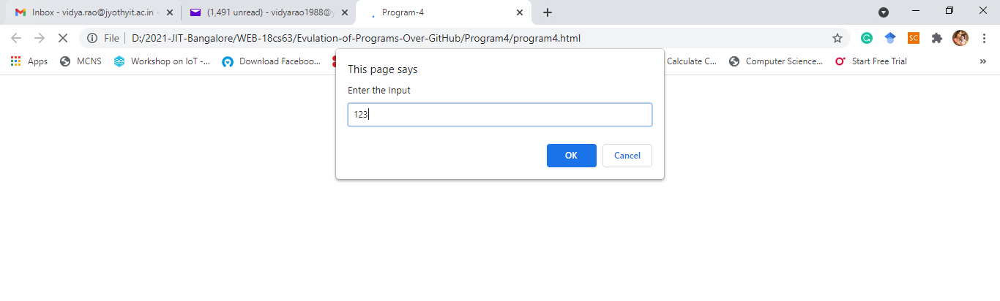 Inbox - vidya.rao@jyothyit.ac.in -
(1,491 unread) - vidyarao1988@y
Program-4
File
D:/2021-JIT-Bangalore/WEB-18cs63/Evulation-of-Programs-Over-GitHub/Program4/program4.html
SC
Apps
MCNS
Workshop on IoT -...
Download Faceboo...
Calculate C...
Computer Science...
Start Free Trial
»
This page says
Enter the Input
123
OK
Cancel